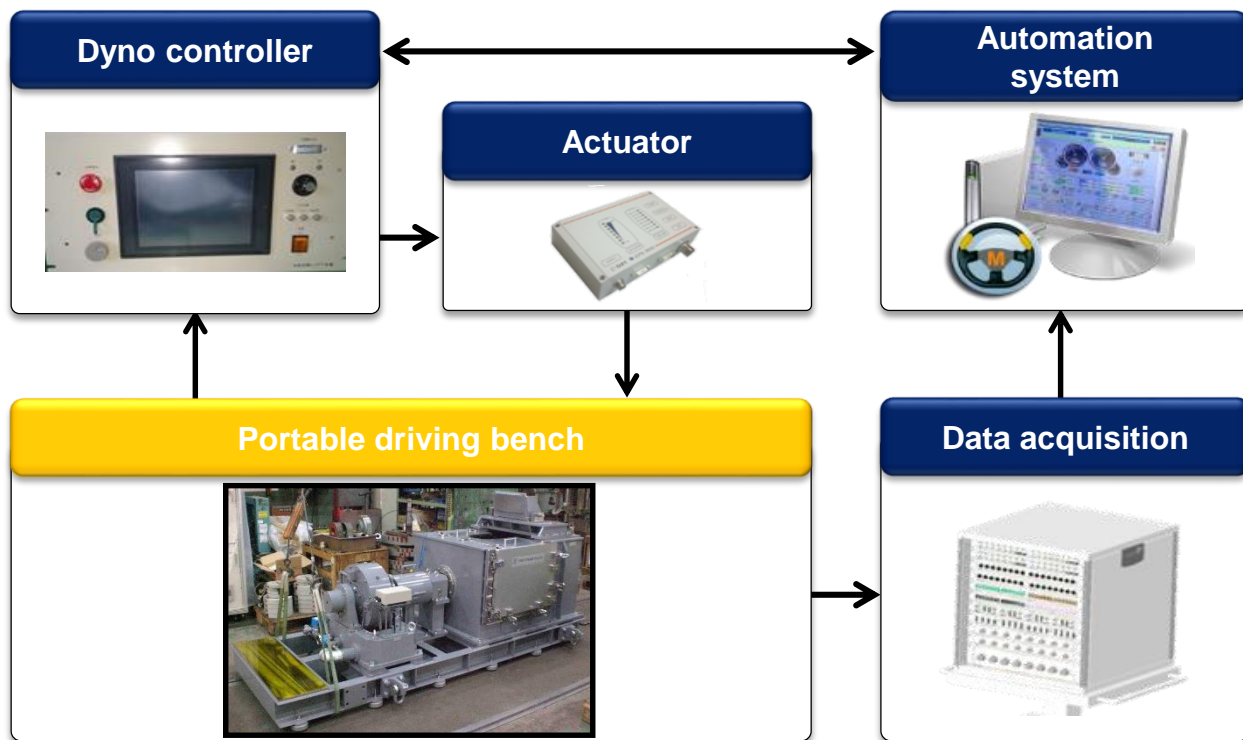 Dyno controller
Automation
system
Actuator
M
Portable driving bench
Data acquisition